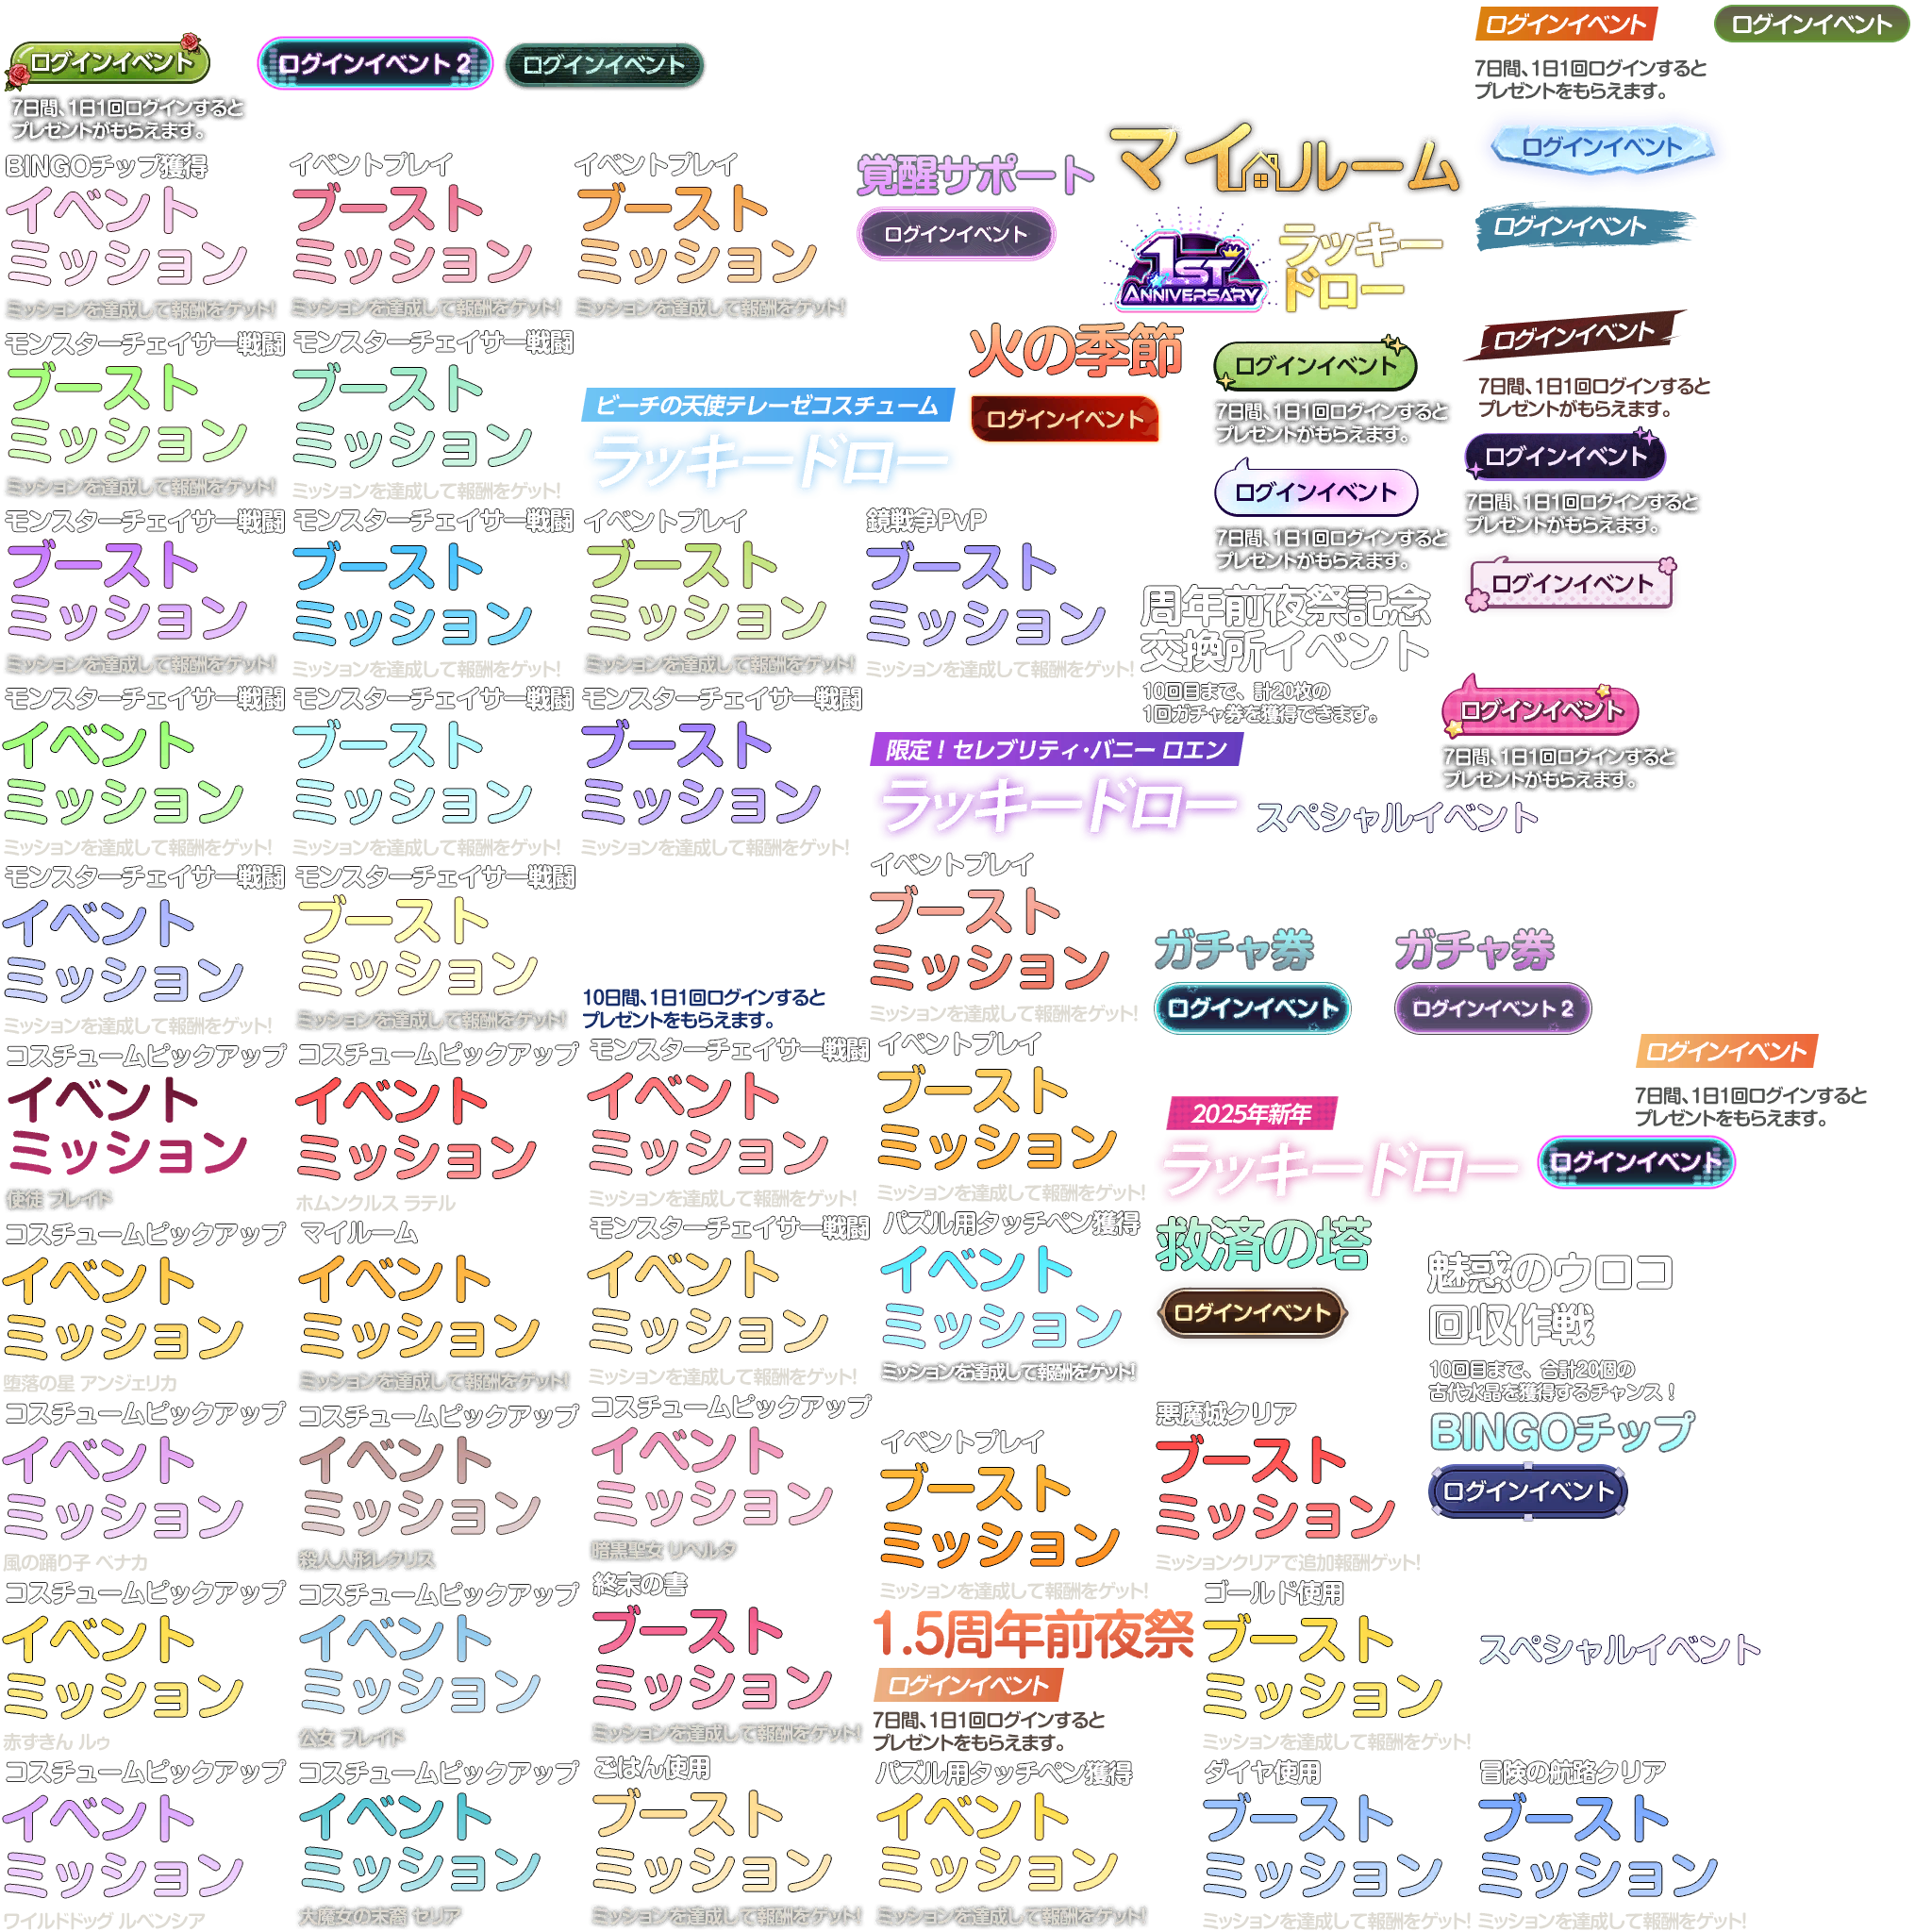 ログインイベント
7日間、1日1回ログインすると
プレゼントがもらえます。
ログインイベント 2
ログインイベント
ログインイベント
7日間、1日1回ログインすると
プレゼントをもらえます。
ログインイベント
BINGOチップ獲得
イベント
ミッション
ミッションを達成して報酬をゲット!
イベントプレイ
ブースト
ミッション
ミッションを達成して報酬をゲット!
イベントプレイ
ブースト
ミッション
ミッションを達成して報酬をゲット!
覚醒サポート
ログインイベント
マイルーム
1ST
ANNIVERSARY
ラッキー
ドロー
ログインイベント
ログインイベント
モンスターチェイサー戦闘
ブースト
ミッション
ミッションを達成して報酬をゲット!
モンスターチェイサー戦闘
ブースト
ミッション
ミッションを達成して報酬をゲット!
ビーチの天使テレーゼコスチューム
ラッキードロー
火の季節
ログインイベント
ログインイベント
7日間、1日1回ログインすると
プレゼントがもらえます。
ログインイベント
7日間、1日1回ログインすると
プレゼントがもらえます。
ログインイベント
7日間、1日1回ログインすると
プレゼントがもらえます。
ログインイベント
7日間、1日1回ログインすると
プレゼントがもらえます。
ログインイベント
モンスターチェイサー戦闘
ブースト
ミッション
ミッションを達成して報酬をゲット!
モンスターチェイサー戦闘
ブースト
ミッション
ミッションを達成して報酬をゲット!
イベントプレイ
ブースト
ミッション
ミッションを達成して報酬をゲット!
鏡戦争PvP
ブースト
ミッション
ミッションを達成して報酬をゲット!
周年前夜祭記念
交換所イベント
10回目まで、計20枚の
1回ガチャ券を獲得できます。
ログインイベント
7日間、1日1回ログインすると
プレゼントがもらえます。
モンスターチェイサー戦闘
イベント
ミッション
ミッションを達成して報酬をゲット!
モンスターチェイサー戦闘
ブースト
ミッション
ミッションを達成して報酬をゲット!
モンスターチェイサー戦闘
ブースト
ミッション
ミッションを達成して報酬をゲット!
限定！セレブリティ・バニー ロエン
ラッキードロー
スペシャルイベント
モンスターチェイサー戦闘
イベント
ミッション
ミッションを達成して報酬をゲット!
モンスターチェイサー戦闘
ブースト
ミッション
ミッションを達成して報酬をゲット!
10日間、1日1回ログインすると
プレゼントをもらえます。
イベントプレイ
ブースト
ミッション
ミッションを達成して報酬をゲット!
ガチャ券
ログインイベント
ガチャ券
ログインイベント 2
ログインイベント
7日間、1日1回ログインすると
プレゼントをもらえます。
コスチュームピックアップ
イベント
ミッション
使徒 ブレイド
コスチュームピックアップ
イベント
ミッション
ホムンクルス ラテル
モンスターチェイサー戦闘
イベント
ミッション
ミッションを達成して報酬をゲット!
イベントプレイ
ブースト
ミッション
ミッションを達成して報酬をゲット!
2025年新年
ラッキードロー
ログインイベント
コスチュームピックアップ
イベント
ミッション
堕落の星 アンジェリカ
マイルーム
イベント
ミッション
ミッションを達成して報酬をゲット!
モンスターチェイサー戦闘
イベント
ミッション
ミッションを達成して報酬をゲット!
パズル用タッチペン獲得
イベント
ミッション
ミッションを達成して報酬をゲット!
救済の塔
ログインイベント
魅惑のウロコ
回収作戦
10回目まで、合計20個の
古代水晶を獲得するチャンス！
コスチュームピックアップ
イベント
ミッション
風の踊り子 ベナカ
コスチュームピックアップ
イベント
ミッション
殺人人形レクリス
コスチュームピックアップ
イベント
ミッション
暗黒聖女 リベルタ
イベントプレイ
ブースト
ミッション
ミッションを達成して報酬をゲット!
悪魔城クリア
ブースト
ミッション
ミッションクリアで追加報酬ゲット!
BINGOチップ
ログインイベント
コスチュームピックアップ
イベント
ミッション
赤ずきん ルゥ
コスチュームピックアップ
イベント
ミッション
公女 ブレイド
終末の書
ブースト
ミッション
ミッションを達成して報酬をゲット!
1.5周年前夜祭
ログインイベント
7日間、1日1回ログインすると
プレゼントをもらえます。
ゴールド使用
ブースト
ミッション
ミッションを達成して報酬をゲット!
スペシャルイベント
コスチュームピックアップ
イベント
ミッション
ワイルドドッグ ルベンシア
コスチュームピックアップ
イベント
ミッション
大魔女の末裔 セリア
ごはん使用
ブースト
ミッション
ミッションを達成して報酬をゲット!
パズル用タッチペン獲得
イベント
ミッション
ミッションを達成して報酬をゲット!
ダイヤ使用
ブースト
ミッション
ミッションを達成して報酬をゲット!
冒険の航路クリア
ブースト
ミッション
ミッションを達成して報酬をゲット!